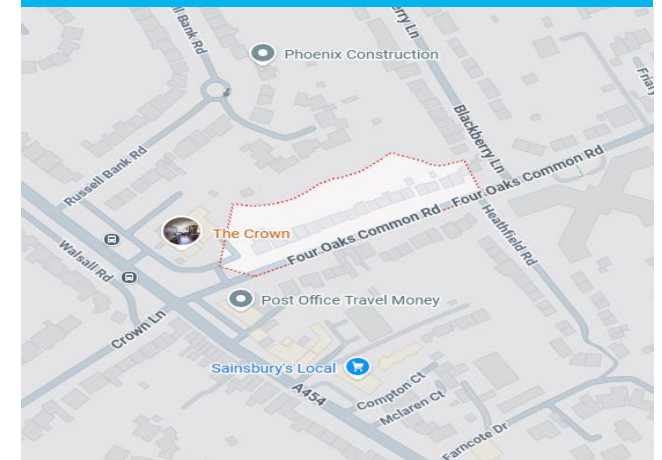 Bank Rd
Phoenix Construction
Blackberry Ln
Russell Bank Rd
Four Oaks Common Rd
Four Oaks Common Rd
The Crown
Heathfield Rd
Walsall Rd
Post Office Travel Money
Crown Ln
Sainsbury's Local
A454
Compton Ct
Mclaren Ct
Farncote Dr